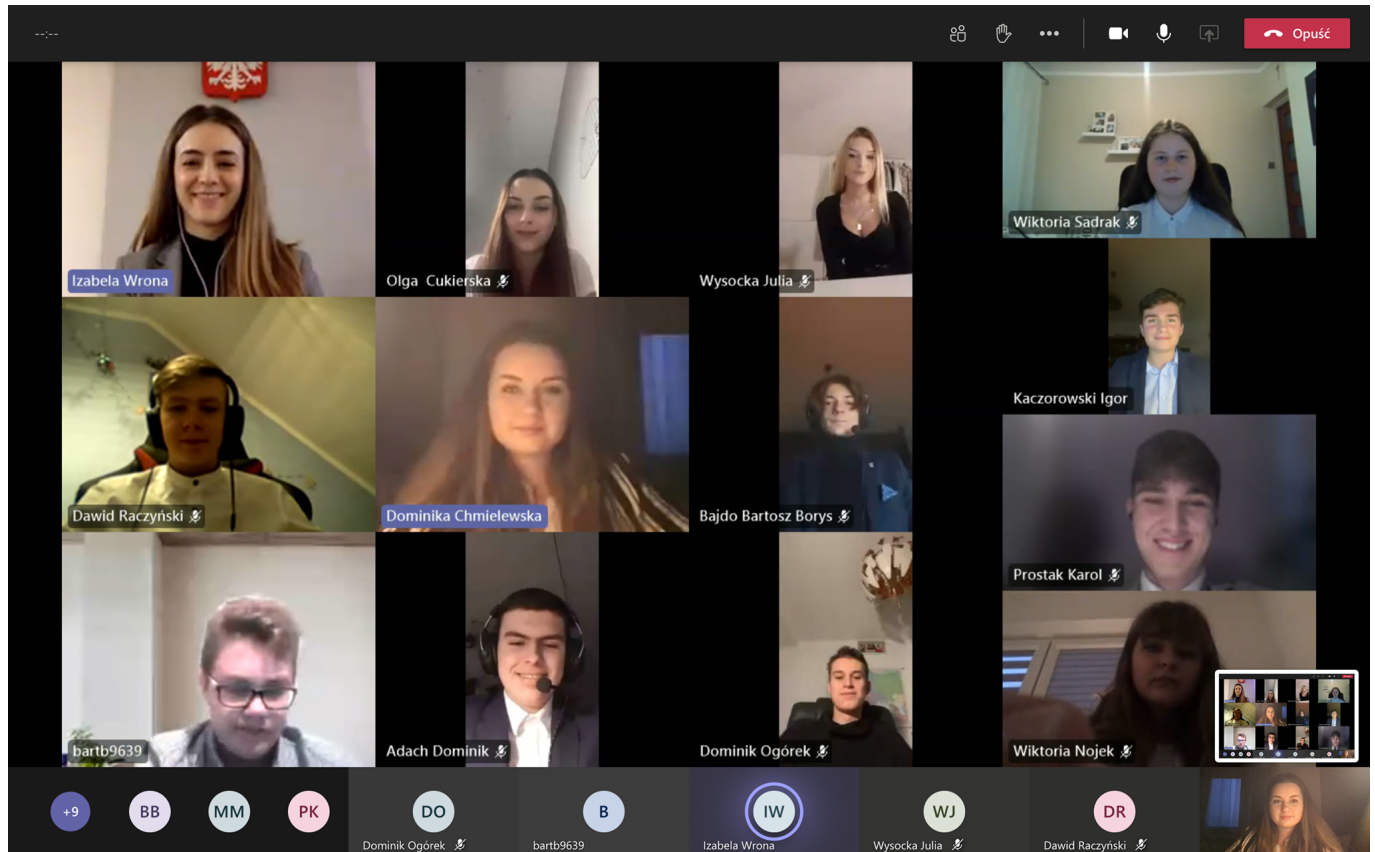 --:--
Opuść
Izabela Wrona
Olga Cukierska
Wysocka Julia
Wiktoria Sadrak
Kaczorowski Igor
Dawid Raczyński
Dominika Chmielewska
Bajdo Bartosz Borys
Prostak Karol
bartb9639
Adach Dominik
Dominik Ogórek
Wiktoria Nojek
+9
BB
MM
PK
DO
B
IW
WJ
DR
Dominik Ogórek
bartb9639
Izabela Wrona
Wysocka Julia
Dawid Raczyński